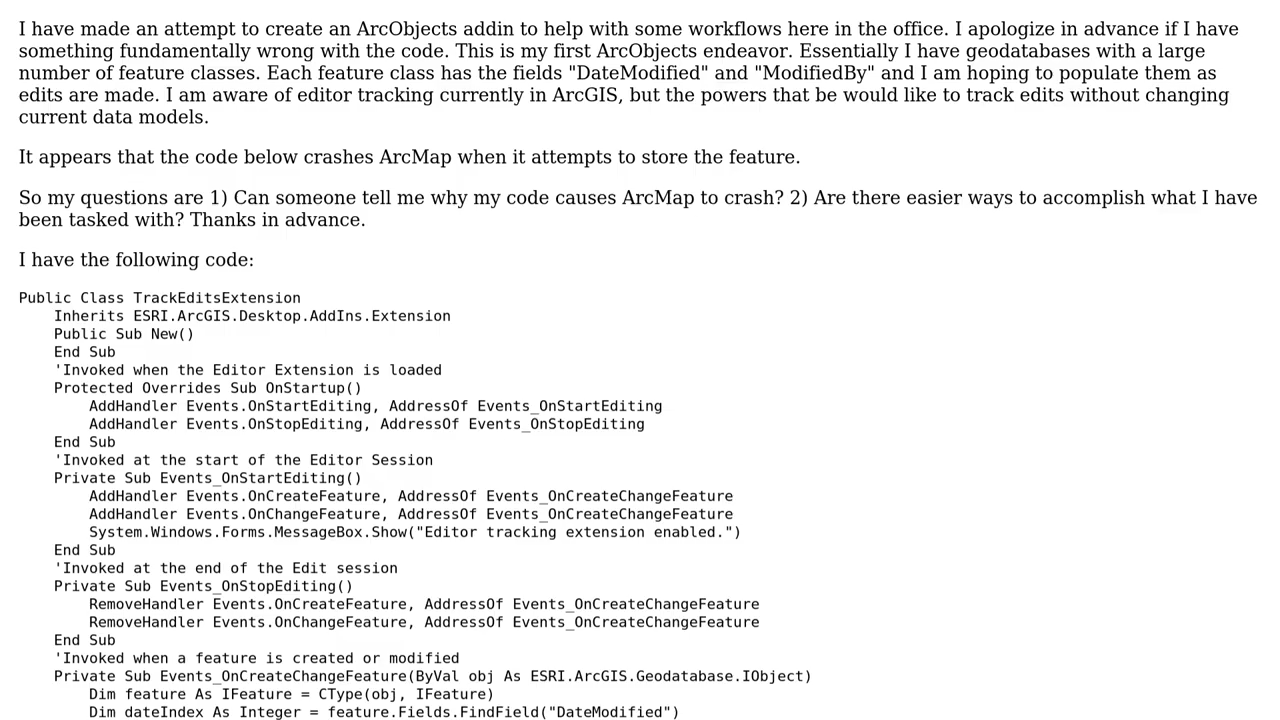 I have made an attempt to create an ArcObjects addin to help with some workflows here in the office. I apologize in advance if I have
something fundamentally wrong with the code. This is my first ArcObjects endeavor. Essentially I have geodatabases with a large
number of feature classes. Each feature class has the fields "DateModified" and "ModifiedBy" and I am hoping to populate them as
edits are made. I am aware of editor tracking currently in ArcGIS, but the powers that be would like to track edits without changing
current data models.
It appears that the code below crashes ArcMap when it attempts to store the feature.
So my questions are 1) Can someone tell me why my code causes ArcMap to crash? 2) Are there easier ways to accomplish what I have
been tasked with? Thanks in advance.
I have the following code:
Public Class TrackEditsExtension
    Inherits ESRI.ArcGIS.Desktop.AddIns.Extension
    Public Sub New()
    End Sub
    'Invoked when the Editor Extension is loaded
    Protected Overrides Sub OnStartup()
        AddHandler Events.OnStartEditing, AddressOf Events_OnStartEditing
        AddHandler Events.OnStopEditing, AddressOf Events_OnStopEditing
    End Sub
    'Invoked at the start of the Editor Session
    Private Sub Events_OnStartEditing()
        AddHandler Events.OnCreateFeature, AddressOf Events_OnCreateChangeFeature
        AddHandler Events.OnChangeFeature, AddressOf Events_OnCreateChangeFeature
        System.Windows.Forms.MessageBox.Show("Editor tracking extension enabled.")
    End Sub
    'Invoked at the end of the Edit session
    Private Sub Events_OnStopEditing()
        RemoveHandler Events.OnCreateFeature, AddressOf Events_OnCreateChangeFeature
        RemoveHandler Events.OnChangeFeature, AddressOf Events_OnCreateChangeFeature
    End Sub
    'Invoked when a feature is created or modified
    Private Sub Events_OnCreateChangeFeature(ByVal obj As ESRI.ArcGIS.Geodatabase.IObject)
        Dim feature As IFeature = CType(obj, IFeature)
        Dim dateIndex As Integer = feature.Fields.FindField("DateModified")